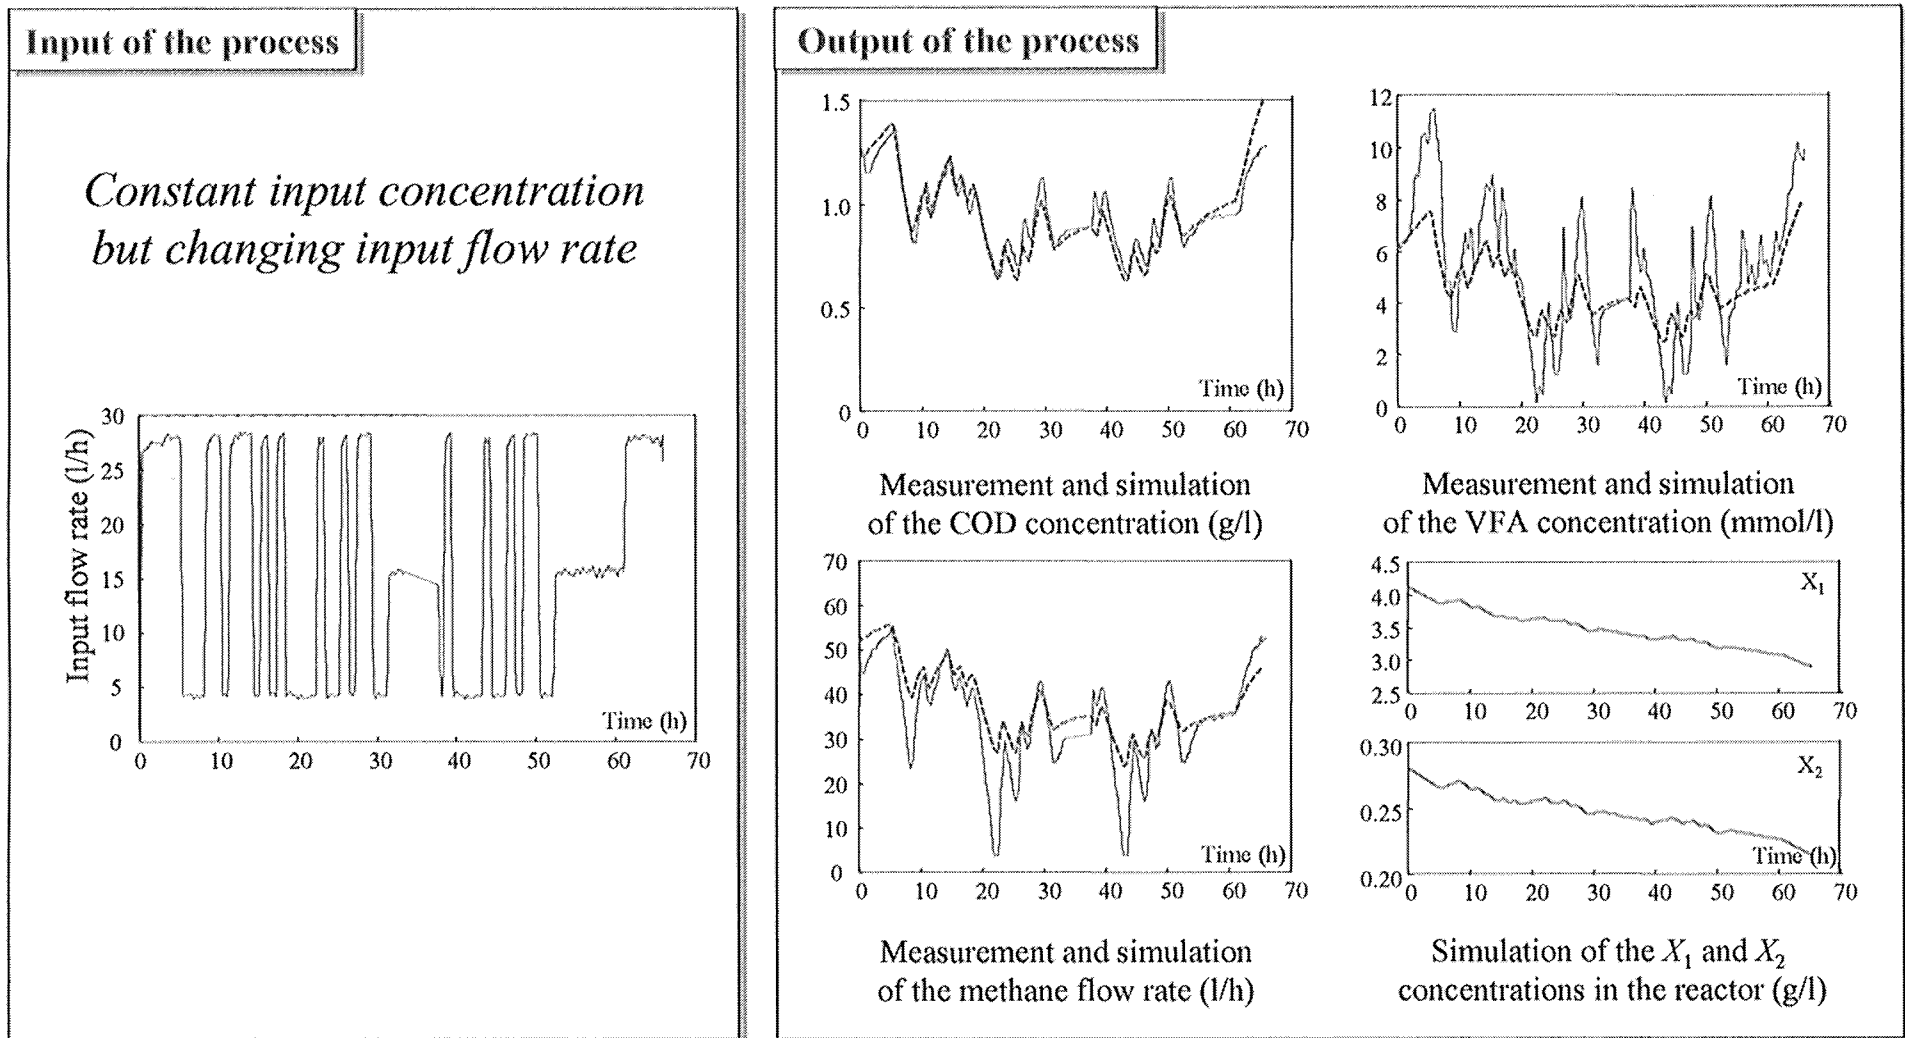 Input of the process
Constant input concentration
but changing input flow rate
Input flow rate (l/h)
30
25
20
15
10
5
0
Time (h)
0 10 20 30 40 50 60 70
Output of the process
1.5
1.0
0.5
0
Time (h)
0 10 20 30 40 50 60 70
Measurement and simulation
of the COD concentration (g/l)
12
10
8
6
4
2
0
Time (h)
0 10 20 30 40 50 60 70
Measurement and simulation
of the VFA concentration (mmol/l)
70
60
50
40
30
20
10
0
Time (h)
0 10 20 30 40 50 60 70
Measurement and simulation
of the methane flow rate (l/h)
4.5
4.0
3.5
3.0
2.5
X₁
0 10 20 30 40 50 60 70
0.30
0.25
0.20
X₂
Time (h)
0 10 20 30 40 50 60 70
Simulation of the X₁ and X₂
concentrations in the reactor (g/l)